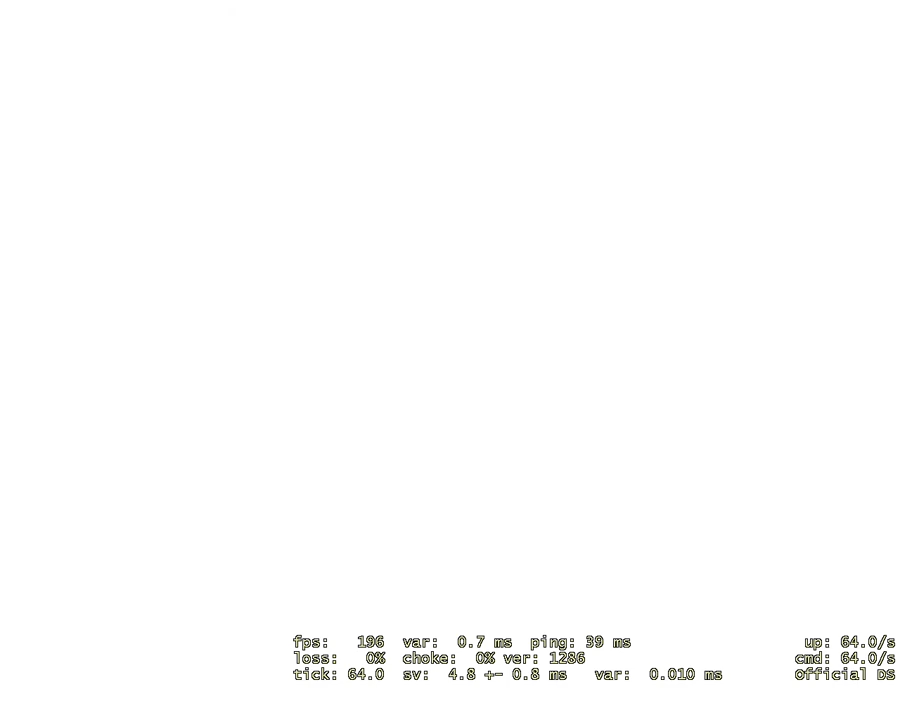 fps: 196 var: 0.7 ms ping: 39 ms up: 64.0/s
loss: 0% choke: 0% ver: 1286 cmd: 64.0/s
tick: 64.0 sv: 4.8 +- 0.8 ms var: 0.010 ms Official DS